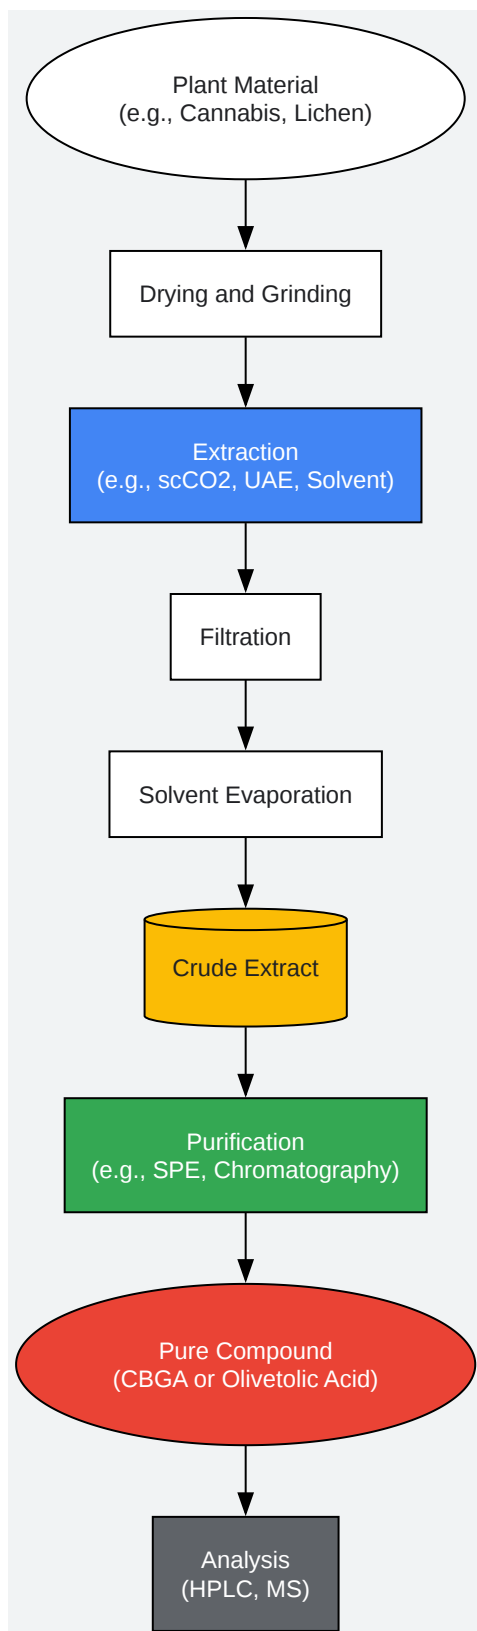 Plant Material
(e.g., Cannabis, Lichen)
Drying and Grinding
Extraction
(e.g., scCO2, UAE, Solvent)
Filtration
Solvent Evaporation
Crude Extract
Purification
(e.g., SPE, Chromatography)
Pure Compound
(CBGA or Olivetolic Acid)
Analysis
(HPLC, MS)